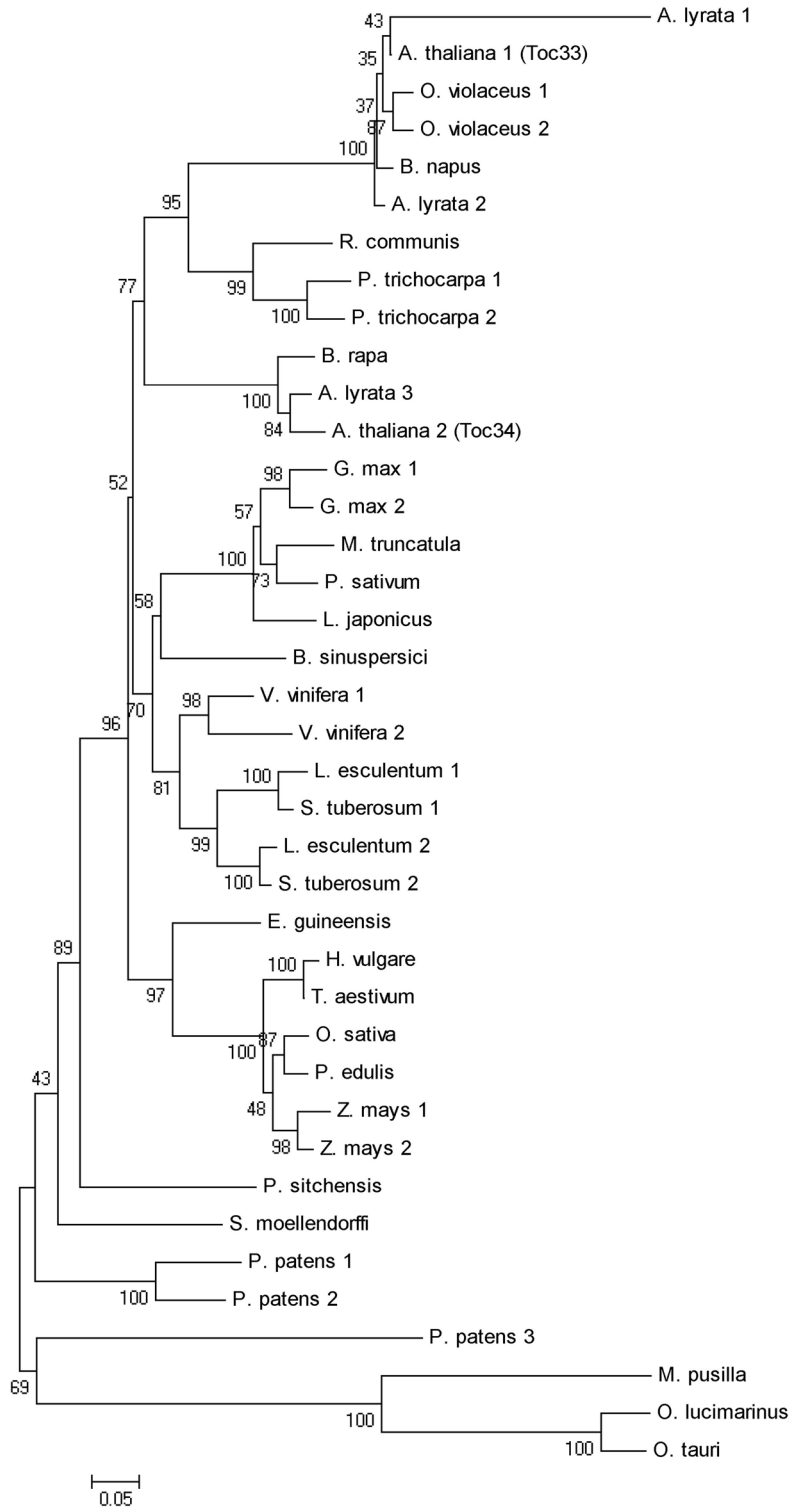 A. lyrata 1
43
A. thaliana 1 (Toc33)
35
O. violaceus 1
37
87
O. violaceus 2
100
B. napus
A. lyrata 2
95
R. communis
99
P. trichocarpa 1
77
100
P. trichocarpa 2
B. rapa
100
A. lyrata 3
84
A. thaliana 2 (Toc34)
98
G. max 1
52
G. max 2
57
M. truncatula
100
73
P. sativum
58
L. japonicus
B. sinuspersici
98
V. vinifera 1
70
96
V. vinifera 2
100
L. esculentum 1
81
S. tuberosum 1
99
L. esculentum 2
100
S. tuberosum 2
E. guineensis
89
100
H. vulgare
97
T. aestivum
87
O. sativa
100
P. edulis
43
48
Z. mays 1
98
Z. mays 2
P. sitchensis
S. moellendorffi
P. patens 1
100
P. patens 2
P. patens 3
69
M. pusilla
100
O. lucimarinus
100
O. tauri
0.05